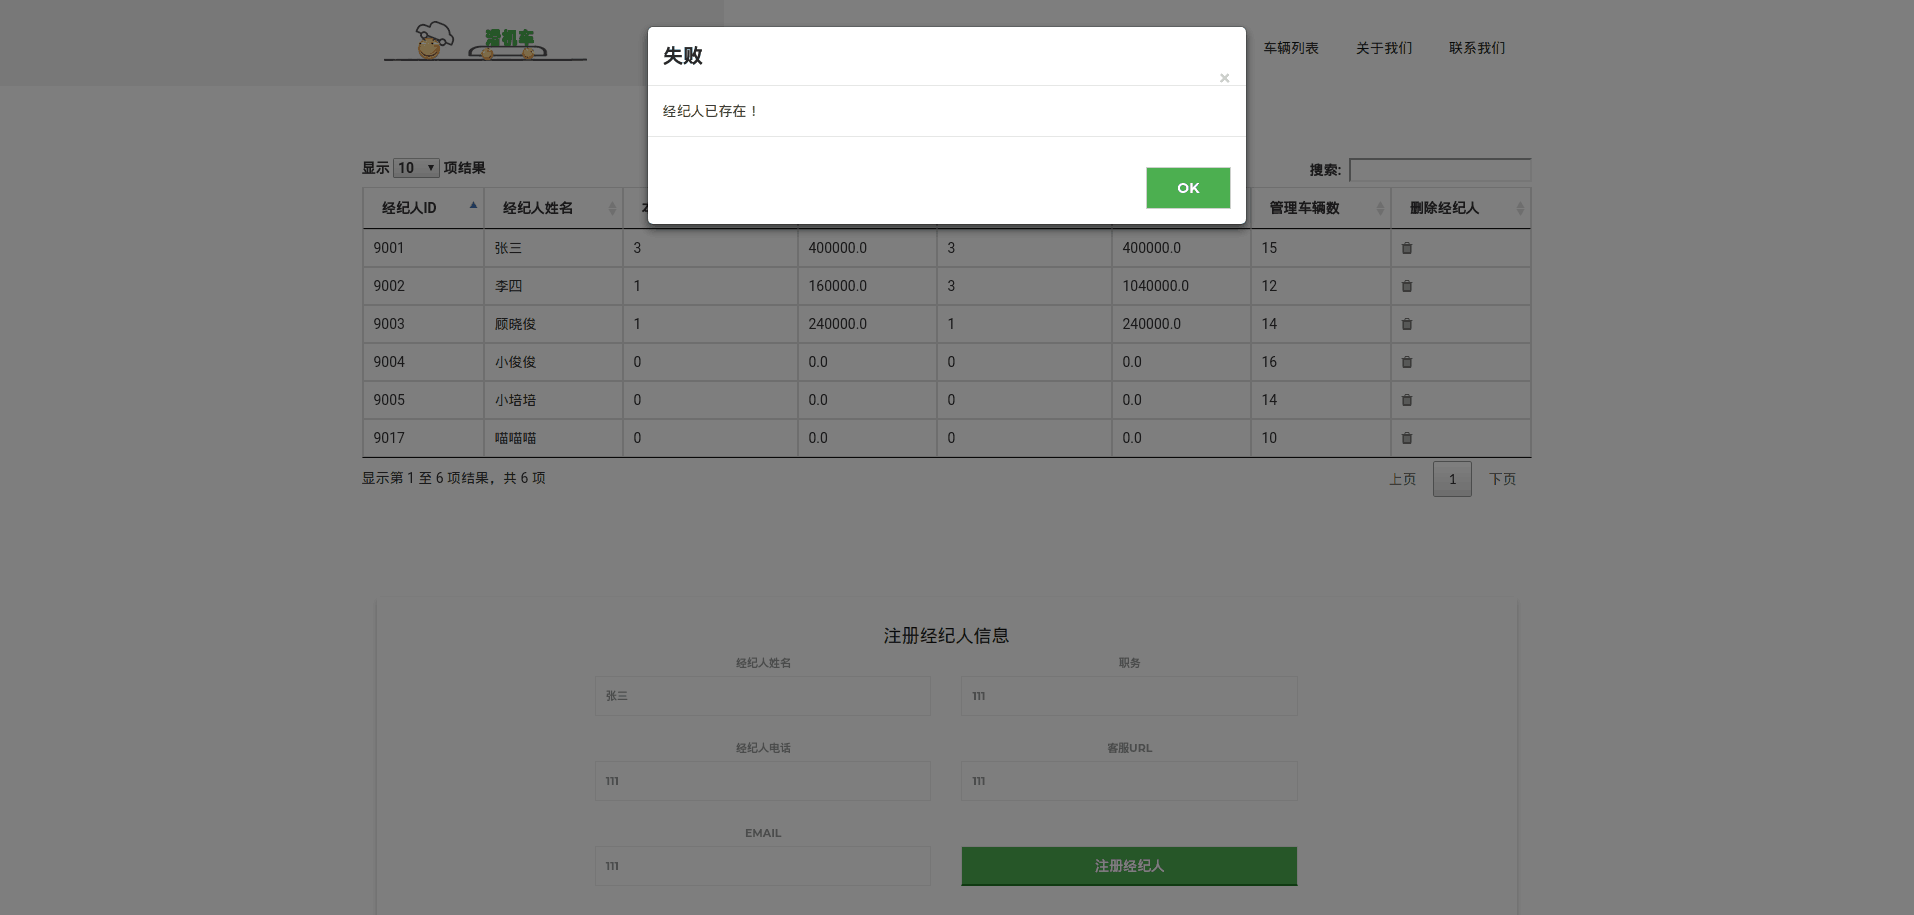 滑机车
车辆列表 关于我们 联系我们
失败
×
经纪人已存在！
OK
显示 10 项结果
搜索:
经纪人ID 经纪人姓名 管理车辆数 删除经纪人
9001 张三 3 400000.0 3 400000.0 15
9002 李四 1 160000.0 3 1040000.0 12
9003 顾晓俊 1 240000.0 1 240000.0 14
9004 小俊俊 0 0.0 0 0.0 16
9005 小培培 0 0.0 0 0.0 14
9017 喵喵喵 0 0.0 0 0.0 10
显示第 1 至 6 项结果，共 6 项
上页 1 下页
注册经纪人信息
经纪人姓名 职务
张三 111
经纪人电话 客服URL
111 111
EMAIL
111 注册经纪人